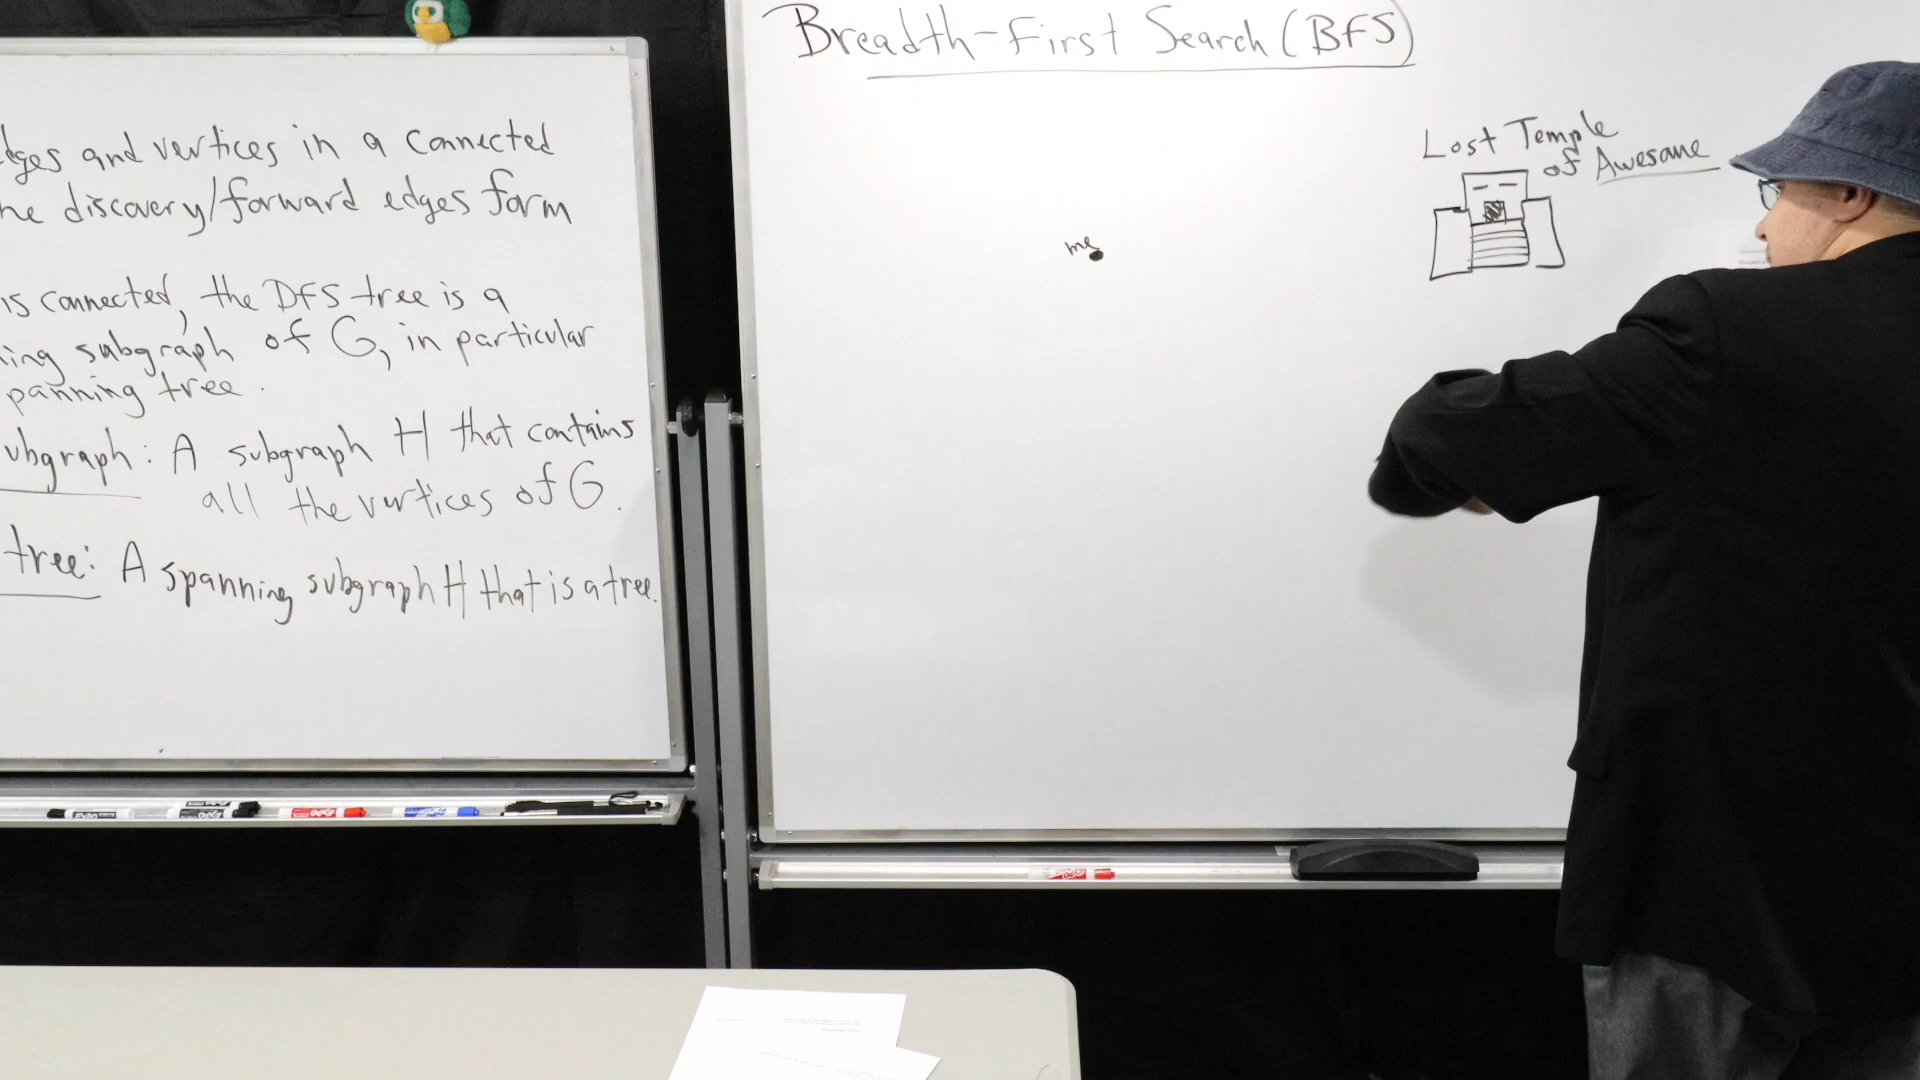 dges and vertices in a connected
he discovery/forward edges form
is connected, the DFS tree is a
ning subgraph of G, in particular
panning tree.
ubgraph: A subgraph H that contains
all the vertices of G.
tree: A spanning subgraph H that is a tree.
Breadth-First Search (BFS)
Lost Temple
of Awesome
me